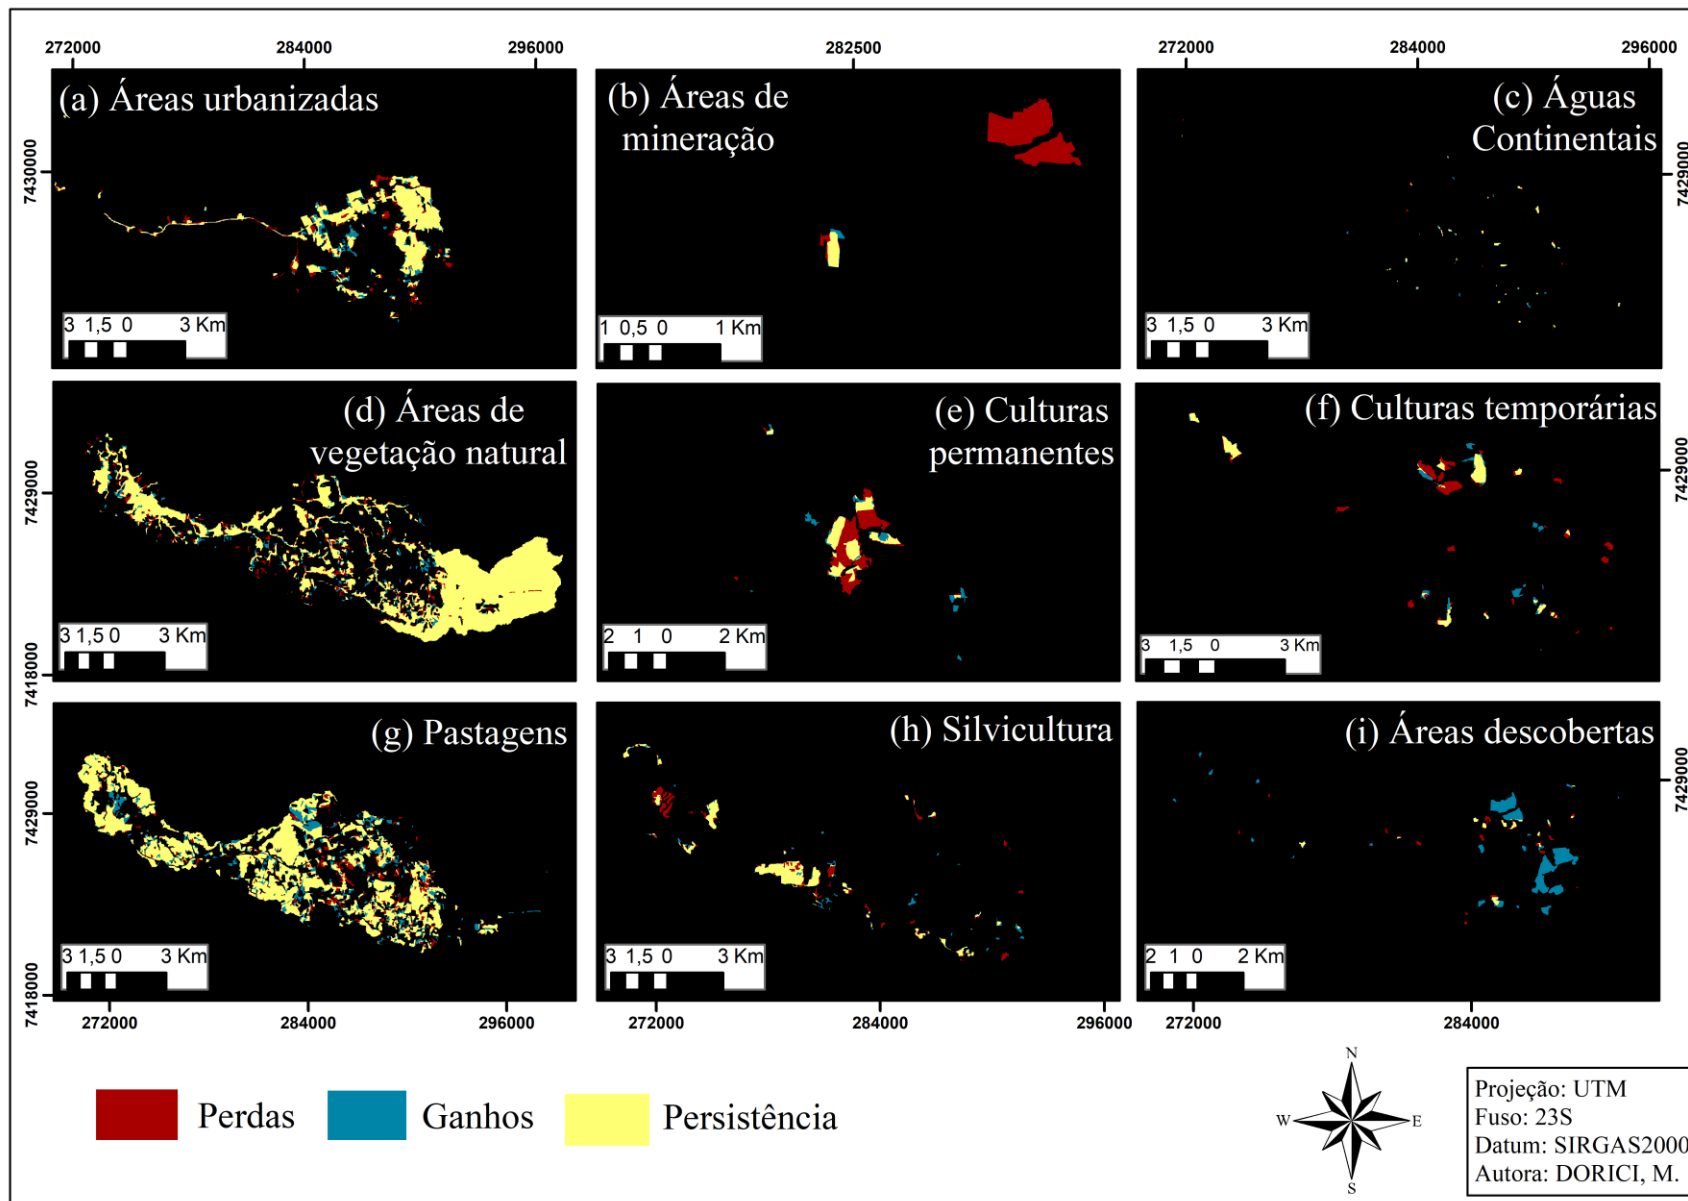 272000 284000 296000
282500
272000 284000 296000
(a) Áreas urbanizadas
7430000
3 1,5 0 3 Km
(b) Áreas de
mineração
1 0,5 0 1 Km
(c) Águas
Continentais
7429000
3 1,5 0 3 Km
(d) Áreas de
vegetação natural
7429000
7418000
3 1,5 0 3 Km
(e) Culturas
permanentes
2 1 0 2 Km
(f) Culturas temporárias
7429000
3 1,5 0 3 Km
(g) Pastagens
7429000
7418000
3 1,5 0 3 Km
(h) Silvicultura
3 1,5 0 3 Km
(i) Áreas descobertas
7429000
2 1 0 2 Km
272000 284000 296000
272000 284000 296000
272000 284000
Perdas
Ganhos
Persistência
N
W
E
S
Projeção: UTM
Fuso: 23S
Datum: SIRGAS2000
Autora: DORICI, M.